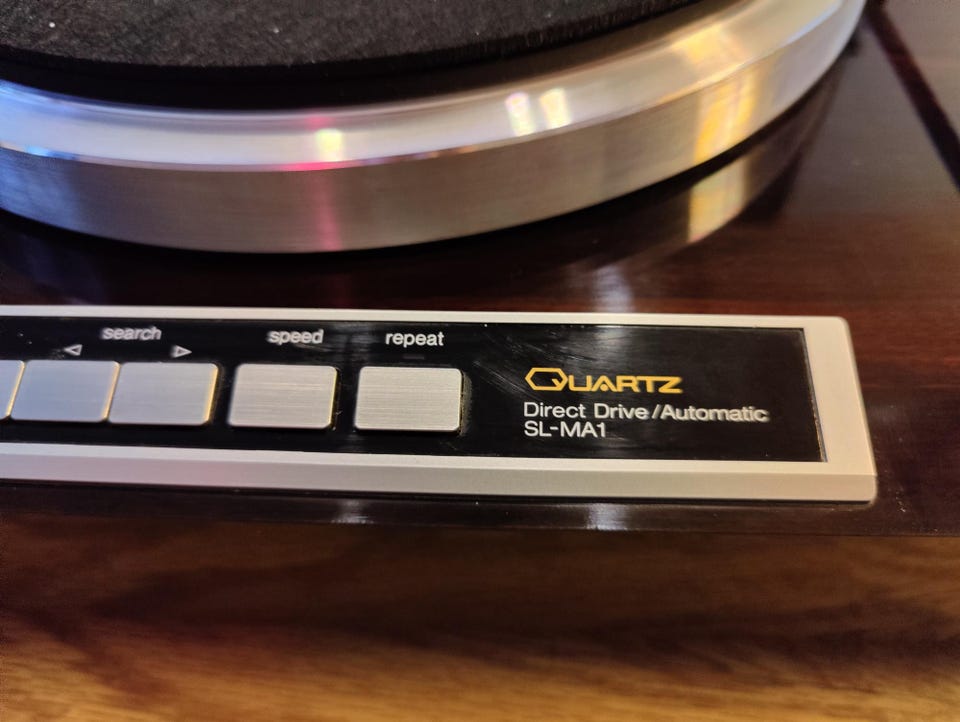 search
speed
repeat
QUARTZ
Direct Drive/Automatic
SL-MA1